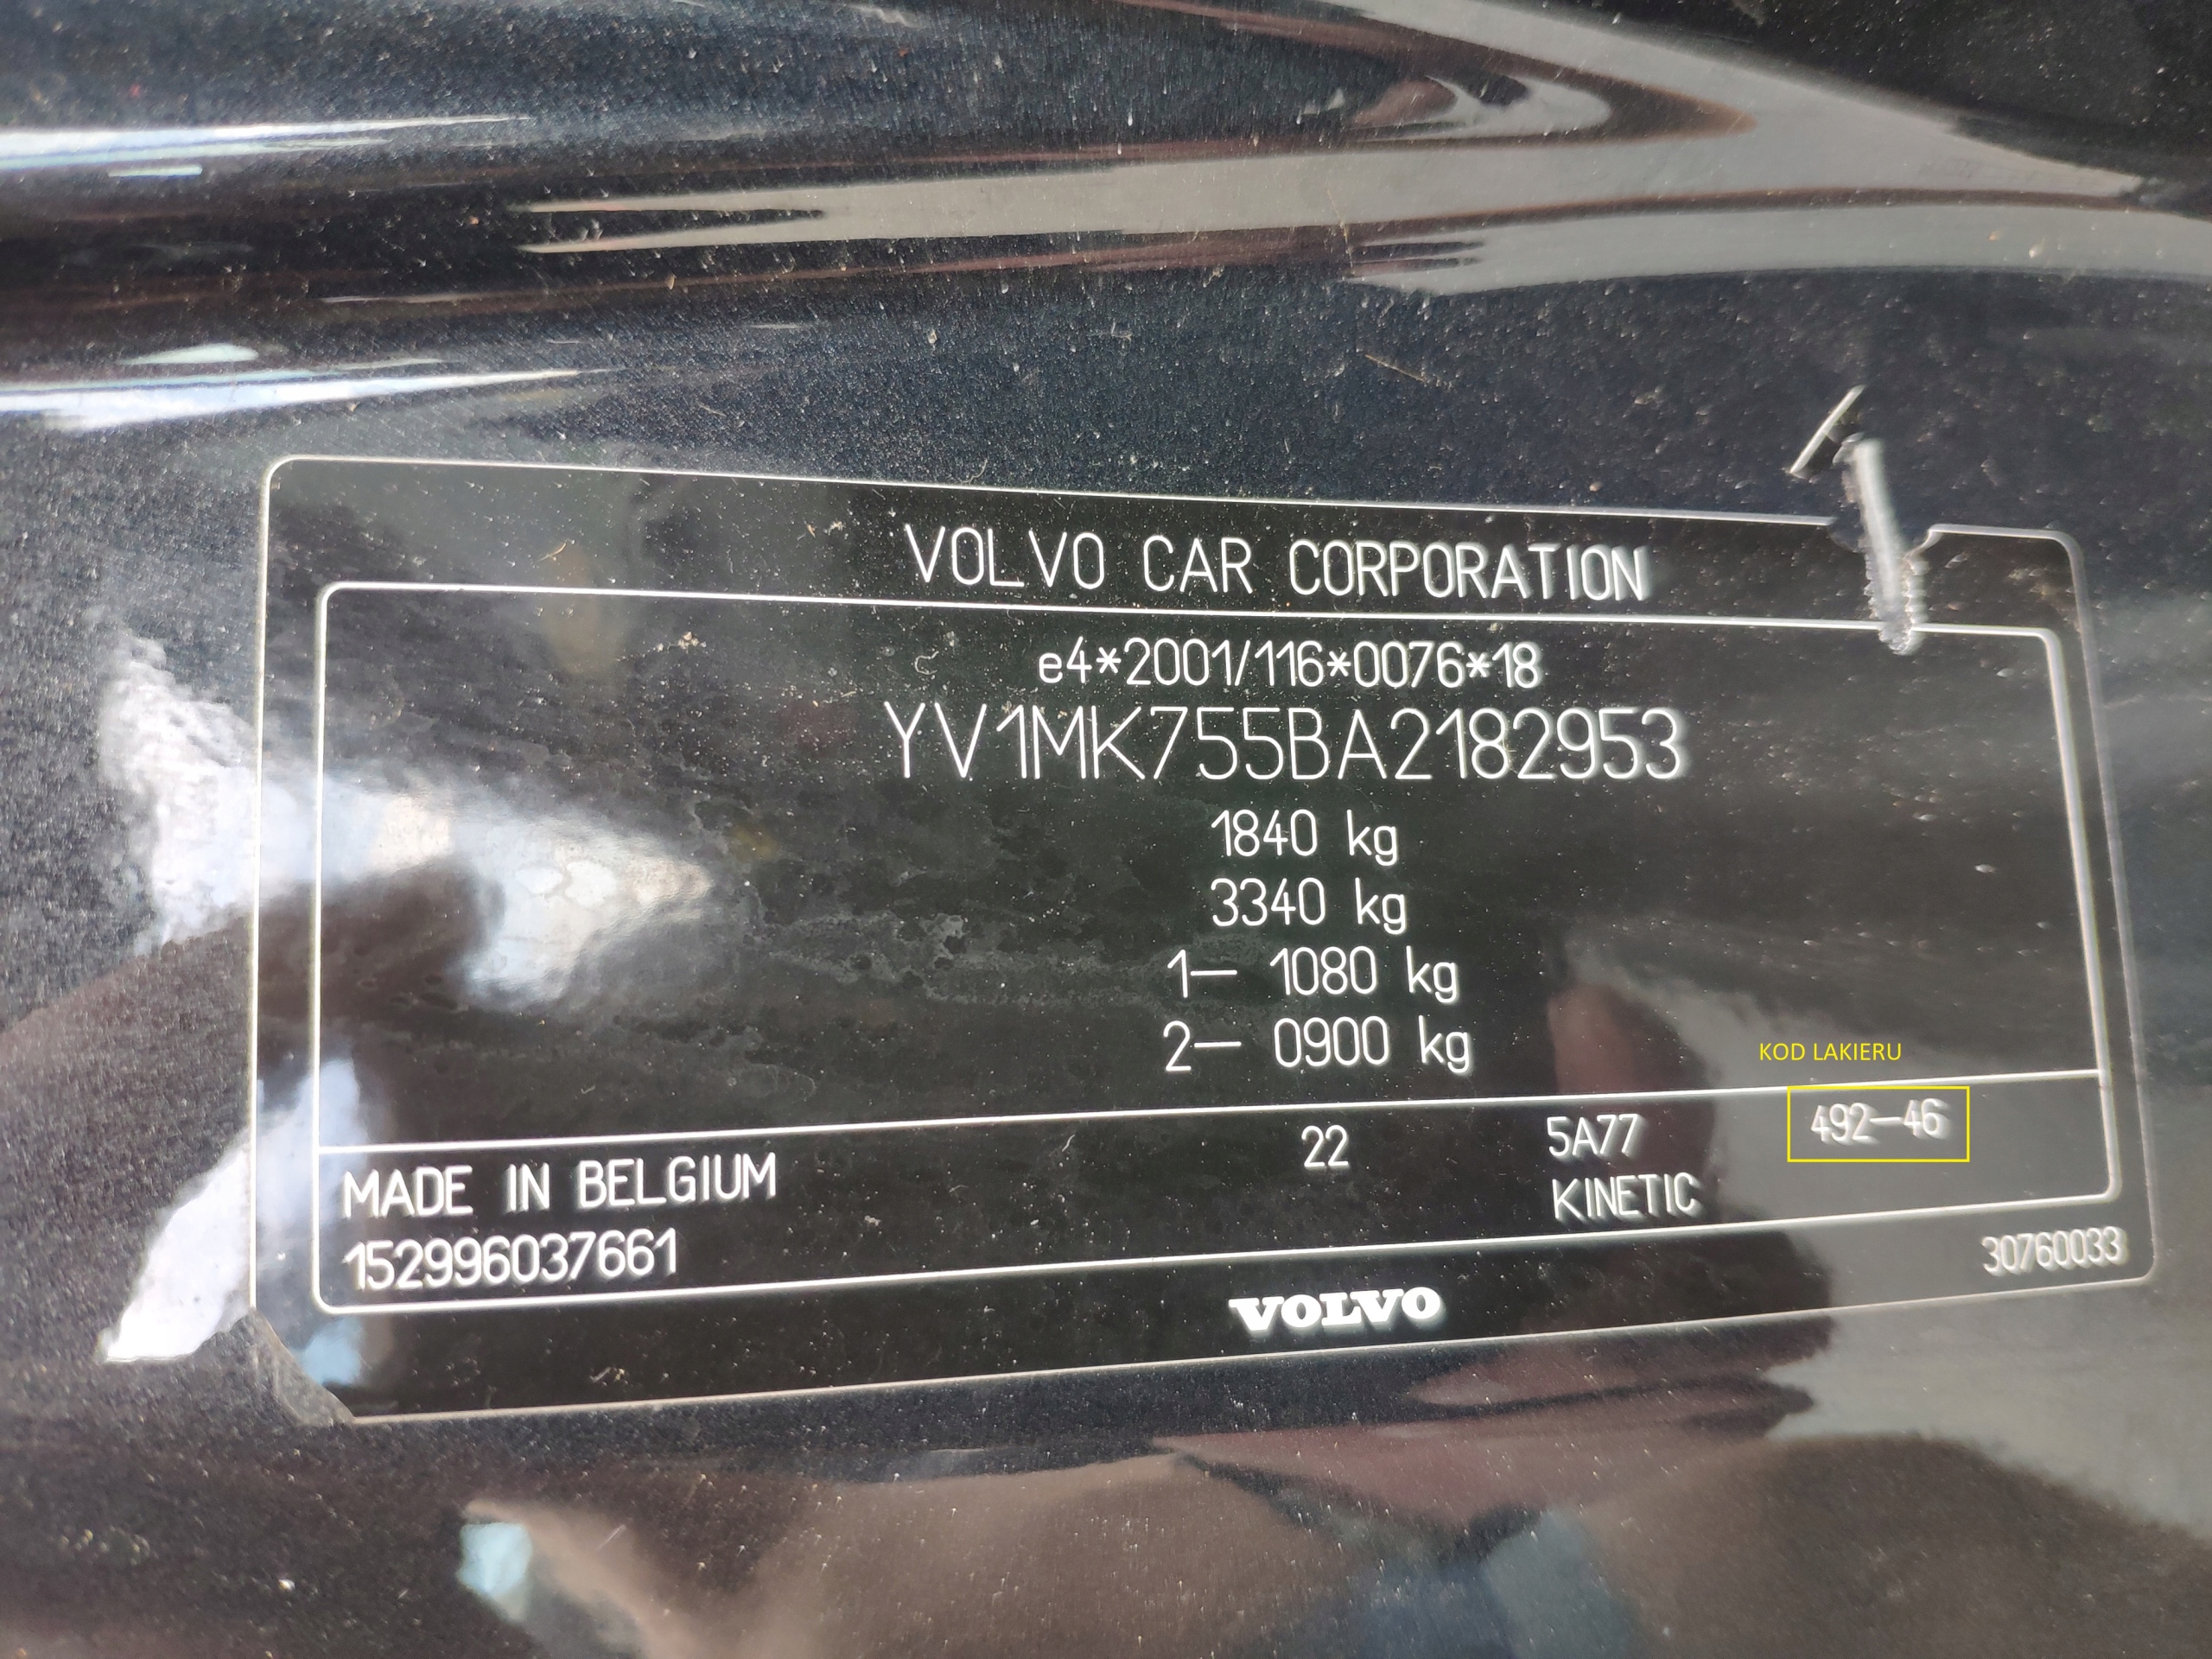 VOLVO CAR CORPORATION
e4*2001/116*0076*18
YV1MK755BA2182953
1840 kg
3340 kg
1— 1080 kg
2— 0900 kg
KOD LAKIERU
MADE IN BELGIUM 22 5A77 492—46
152996037661 KINETIC
30760033
VOLVO